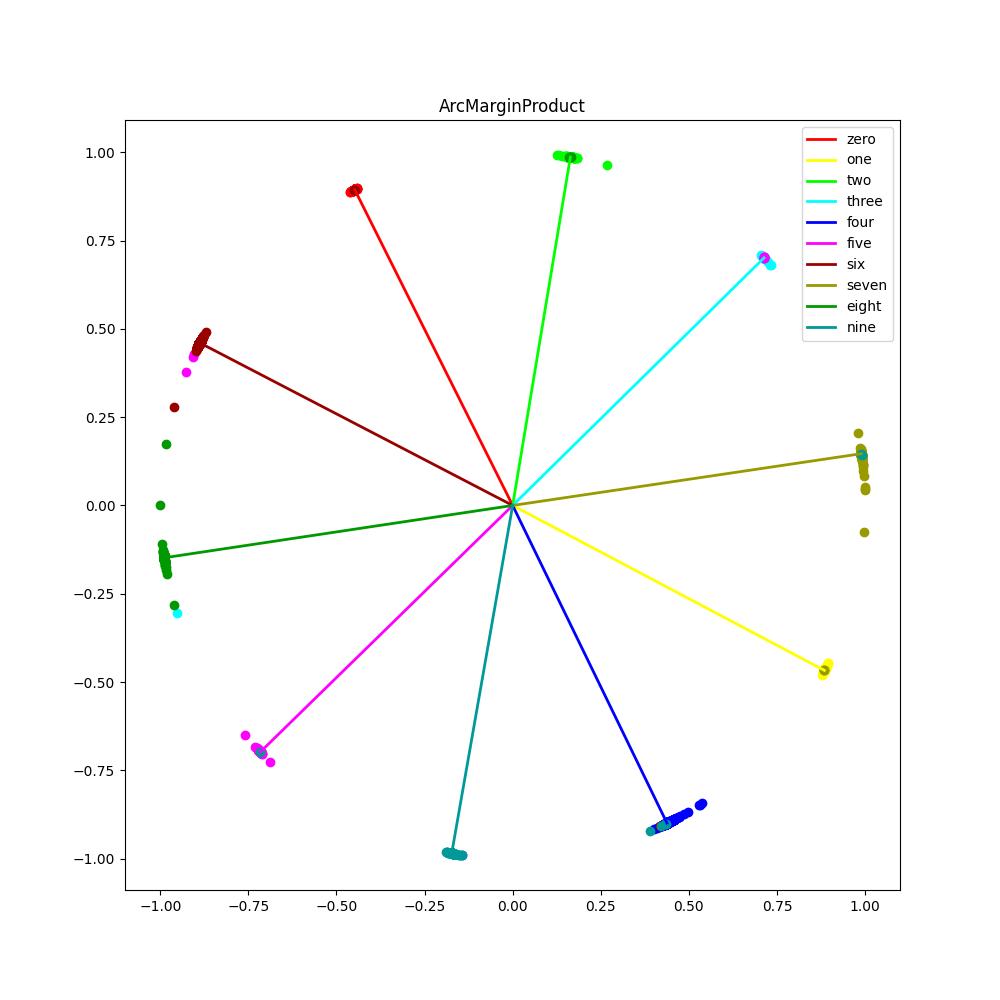 ArcMarginProduct
zero
one
two
three
four
five
six
seven
eight
nine
1.00
0.75
0.50
0.25
0.00
−0.25
−0.50
−0.75
−1.00
−1.00 −0.75 −0.50 −0.25 0.00 0.25 0.50 0.75 1.00